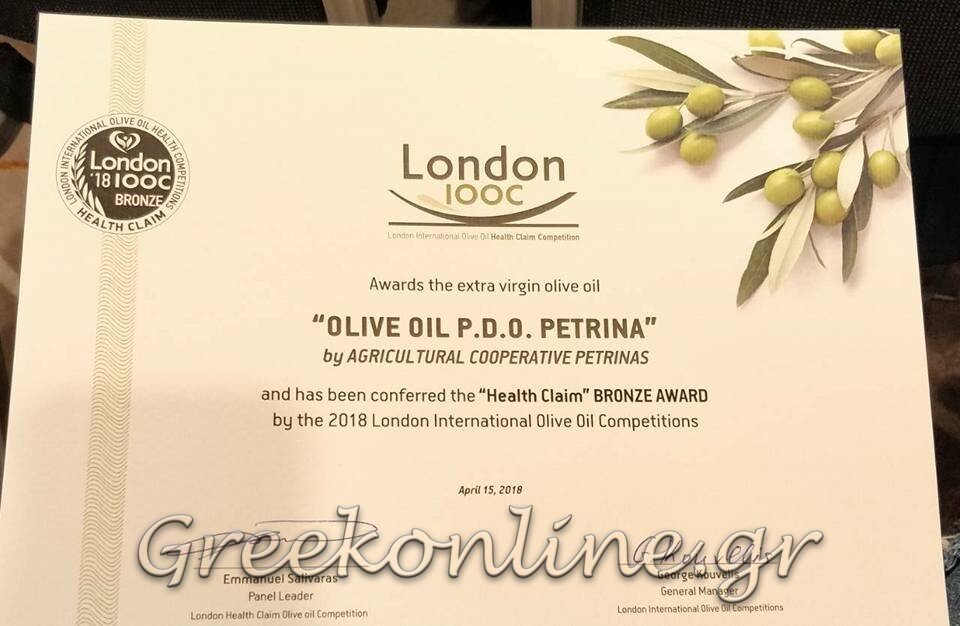 LONDON INTERNATIONAL OLIVE OIL HEALTH COMPETITIONS
London
'18 IOOC
BRONZE
HEALTH CLAIM
London
IOOC
London International Olive Oil Health Claim Competition
Awards the extra virgin olive oil
“OLIVE OIL P.D.O. PETRINA”
by AGRICULTURAL COOPERATIVE PETRINAS
and has been conferred the “Health Claim” BRONZE AWARD
by the 2018 London International Olive Oil Competitions
April 15, 2018
Greekonline.gr
Emmanuel Salivaras
Panel Leader
London Health Claim Olive oil Competition
G Kouvelis
George Kouvelis
General Manager
London International Olive Oil Competitions